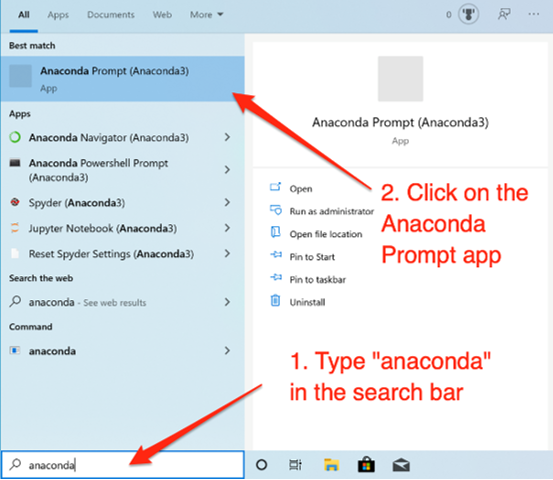 All Apps Documents Web More 0
Best match
Anaconda Prompt (Anaconda3)
App
Apps
Anaconda Navigator (Anaconda3)
Anaconda Powershell Prompt
(Anaconda3)
Spyder (Anaconda3)
Jupyter Notebook (Anaconda3)
Reset Spyder Settings (Anaconda3)
Search the web
anaconda - See web results
Command
anaconda
anaconda
Anaconda Prompt (Anaconda3)
App
Open
Run as administrator
Open file location
Pin to Start
Pin to taskbar
Uninstall
2. Click on the
Anaconda
Prompt app
1. Type "anaconda"
in the search bar